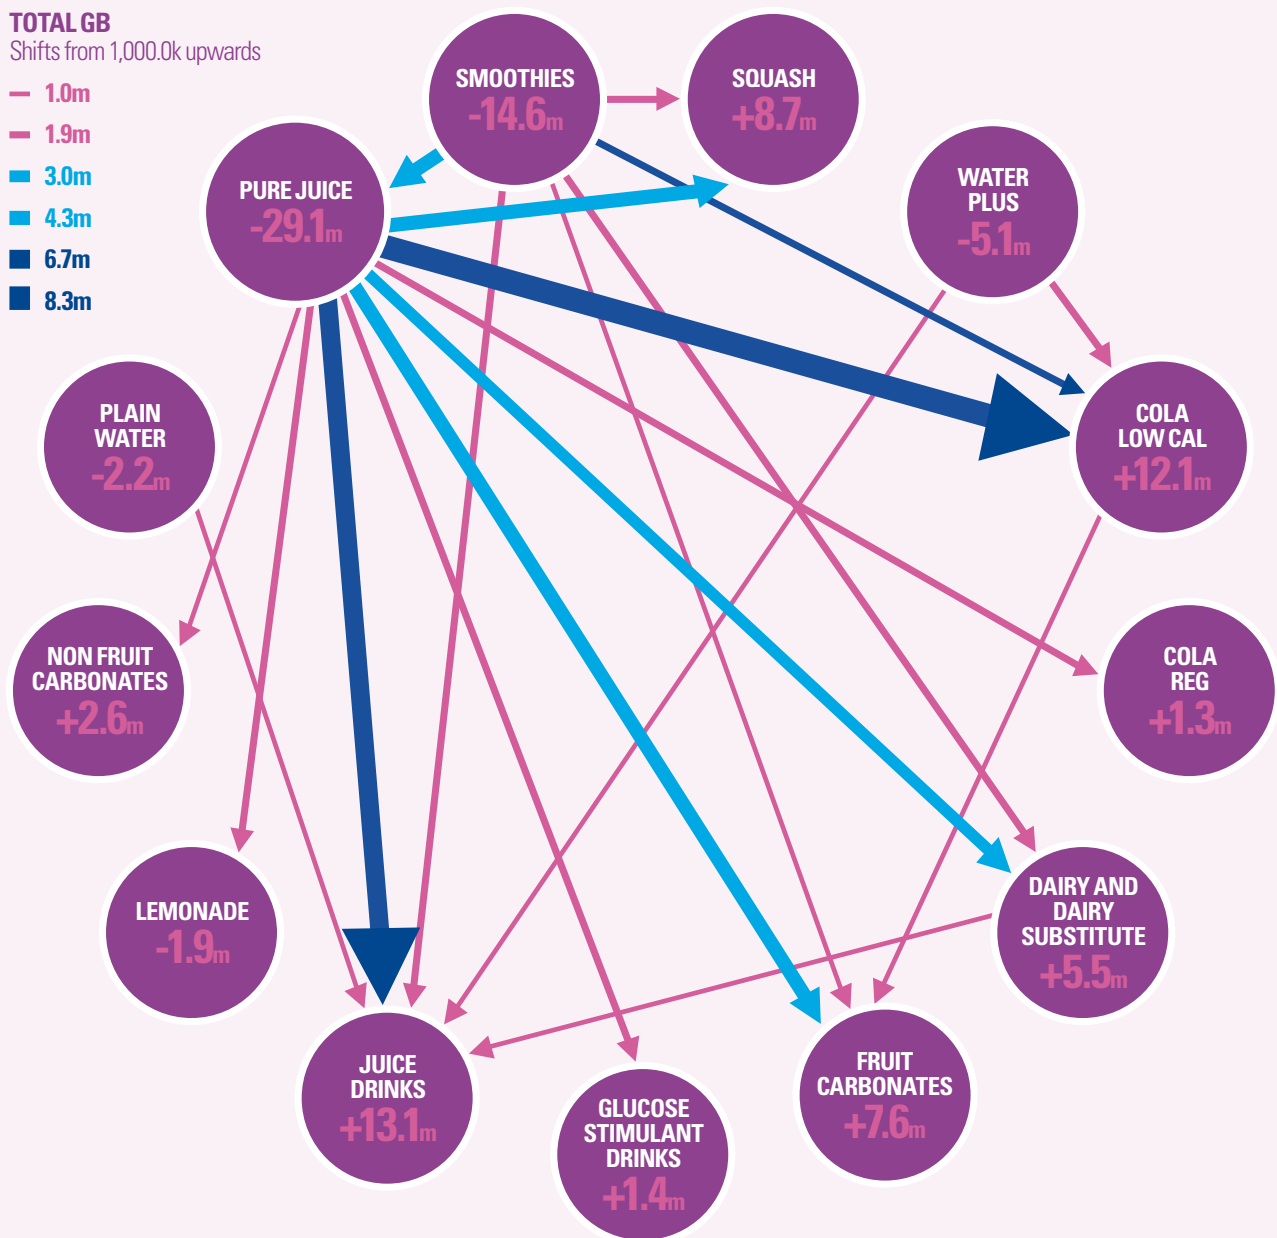 TOTAL GB
Shifts from 1,000.0k upwards
1.0m
1.9m
3.0m
4.3m
6.7m
8.3m
SMOOTHIES
-14.6m
SQUASH
+8.7m
PURE JUICE
-29.1m
WATER
PLUS
-5.1m
PLAIN
WATER
-2.2m
COLA
LOW CAL
+12.1m
NON FRUIT
CARBONATES
+2.6m
COLA
REG
+1.3m
LEMONADE
-1.9m
DAIRY AND
DAIRY
SUBSTITUTE
+5.5m
JUICE
DRINKS
+13.1m
GLUCOSE
STIMULANT
DRINKS
+1.4m
FRUIT
CARBONATES
+7.6m